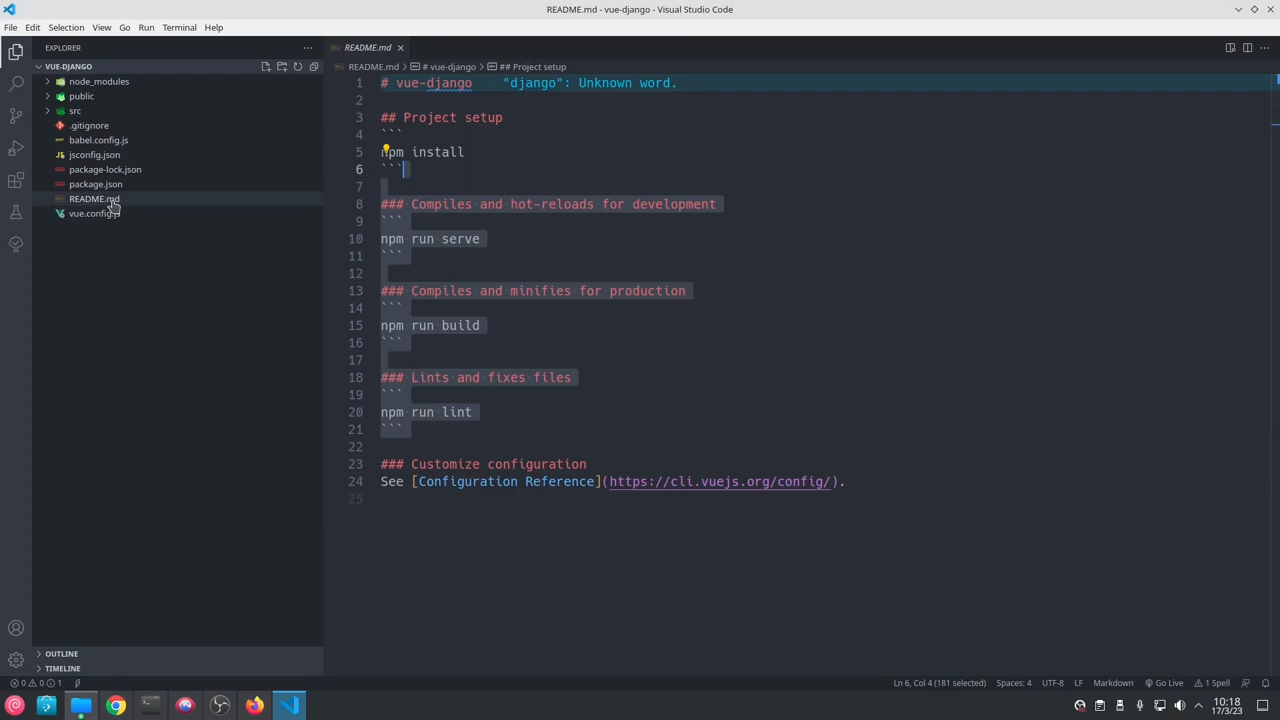 README.md - vue-django - Visual Studio Code
File Edit Selection View Go Run Terminal Help
EXPLORER
VUE-DJANGO
node_modules
public
src
.gitignore
babel.config.js
jsconfig.json
package-lock.json
package.json
README.md
vue.config.js
OUTLINE
TIMELINE
README.md
README.md > # vue-django > ## Project setup
1 # vue-django "django": Unknown word.
2
3 ## Project setup
4 ```
5 npm install
6 ```
7
8 ### Compiles and hot-reloads for development
9 ```
10 npm run serve
11 ```
12
13 ### Compiles and minifies for production
14 ```
15 npm run build
16 ```
17
18 ### Lints and fixes files
19 ```
20 npm run lint
21 ```
22
23 ### Customize configuration
24 See [Configuration Reference](https://cli.vuejs.org/config/).
25
0 0 1 Ln 6, Col 4 (181 selected) Spaces: 4 UTF-8 LF Markdown Go Live 1 Spell
10:18
17/3/23